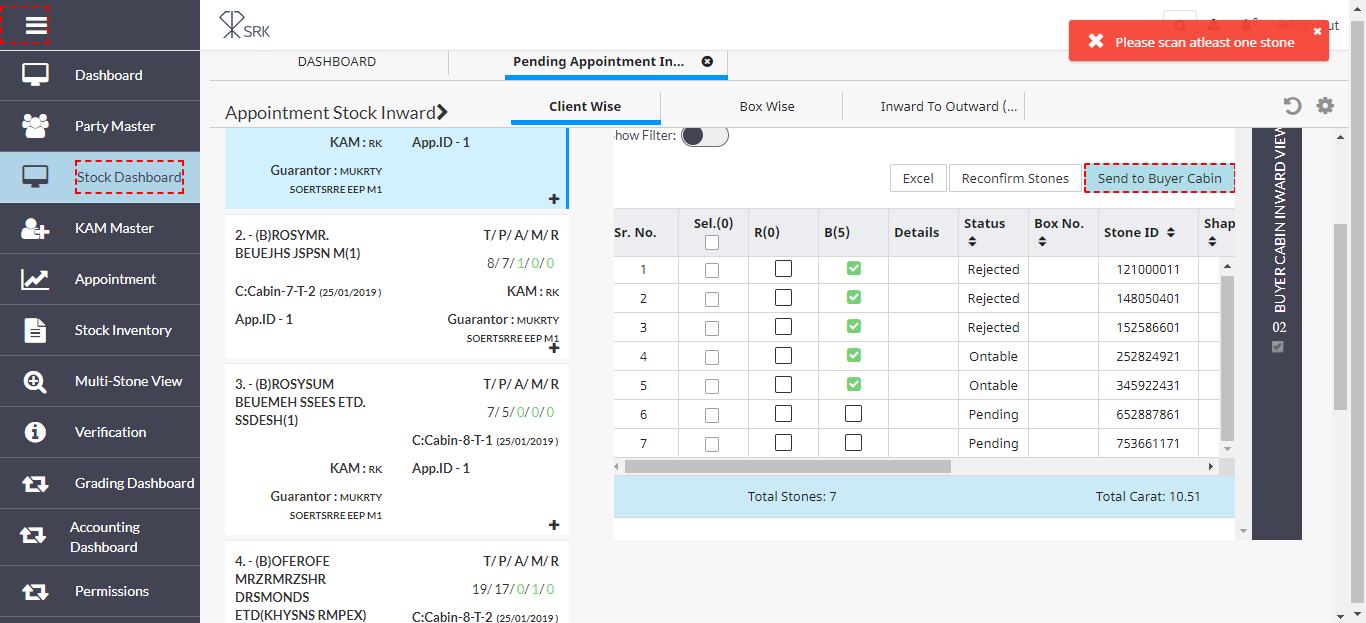 SRK
Sign out
Please scan atleast one stone
Dashboard
Party Master
Stock Dashboard
KAM Master
Appointment
Stock Inventory
Multi-Stone View
Verification
Grading Dashboard
Accounting
Dashboard
Permissions
DASHBOARD
Pending Appointment In...
Appointment Stock Inward
Client Wise
Box Wise
Inward To Outward (...
KAM : RK App.ID - 1
Guarantor : MUKRTY
SOERTSRRE EEP M1
2. - (B)ROSYMR. T/ P/ A/ M/ R
BEUEJHS JSPSN M(1)
8/ 7/ 1/ 0/ 0
C:Cabin-7-T-2 (25/01/2019 ) KAM : RK
App.ID - 1 Guarantor : MUKRTY
SOERTSRRE EEP M1
3. - (B)ROSYSUM T/ P/ A/ M/ R
BEUEMEH SSEES ETD.
SSDESH(1)
7/ 5/ 0/ 0/ 0
C:Cabin-8-T-1 (25/01/2019 )
KAM : RK App.ID - 1
Guarantor : MUKRTY
SOERTSRRE EEP M1
4. - (B)OFEROFE T/ P/ A/ M/ R
MRZRMRZSHR
DRSMONDS
ETD(KHYSNS RMPEX)
19/ 17/ 0/ 1/ 0
C:Cabin-8-T-2 (25/01/2019 )
how Filter:
Excel
Reconfirm Stones
Send to Buyer Cabin
Sr. No. Sel.(0) R(0) B(5) Details Status Box No. Stone ID Shap
1 Rejected 121000011
2 Rejected 148050401
3 Rejected 152586601
4 Ontable 252824921
5 Ontable 345922431
6 Pending 652887861
7 Pending 753661171
Total Stones: 7 Total Carat: 10.51
BUYER CABIN INWARD VIEW
02